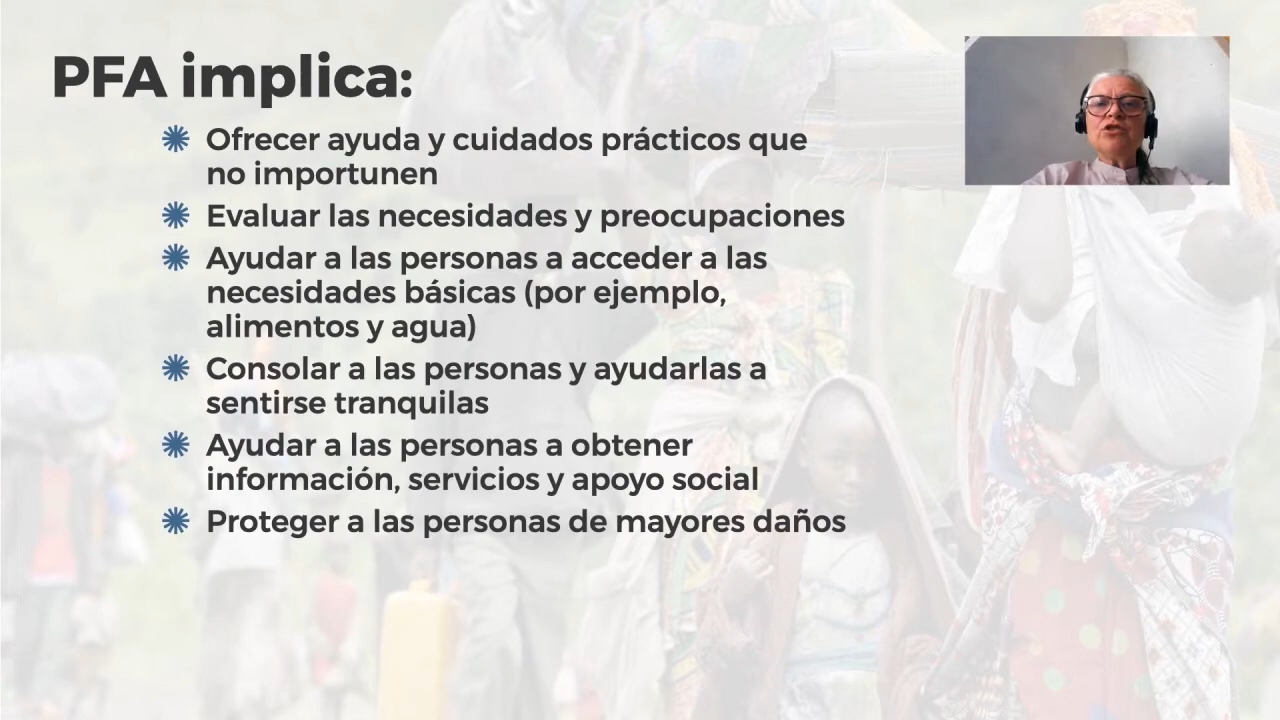 PFA implica:
Ofrecer ayuda y cuidados prácticos que
no importunen
Evaluar las necesidades y preocupaciones
Ayudar a las personas a acceder a las
necesidades básicas (por ejemplo,
alimentos y agua)
Consolar a las personas y ayudarlas a
sentirse tranquilas
Ayudar a las personas a obtener
información, servicios y apoyo social
Proteger a las personas de mayores daños